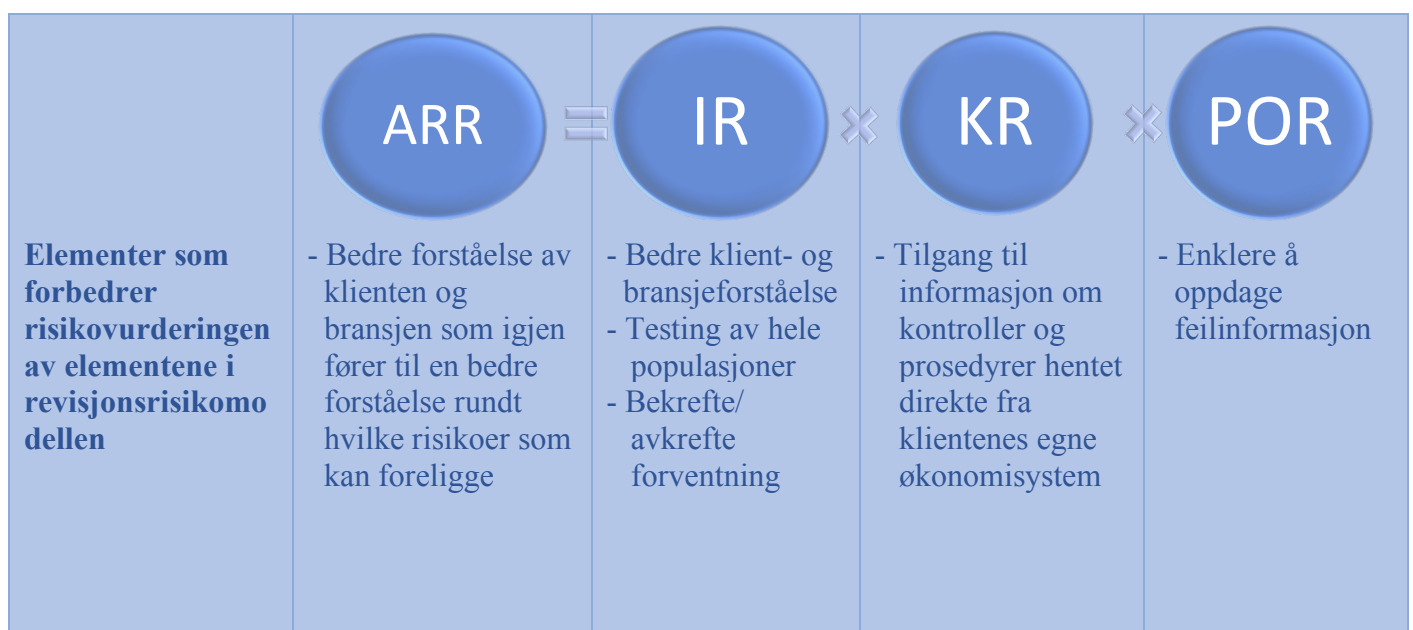 ARR = IR × KR × POR
Elementer som
forbedrer
risikovurderingen
av elementene i
revisjonsrisikomo
dellen
- Bedre forståelse av
klienten og
bransjen som igjen
fører til en bedre
forståelse rundt
hvilke risikoer som
kan foreligge
- Bedre klient- og
bransjeforståelse
- Testing av hele
populasjoner
- Bekrefte/
avkrefte
forventning
- Tilgang til
informasjon om
kontroller og
prosedyrer hentet
direkte fra
klientenes egne
økonomisystem
- Enklere å
oppdage
feilinformasjon